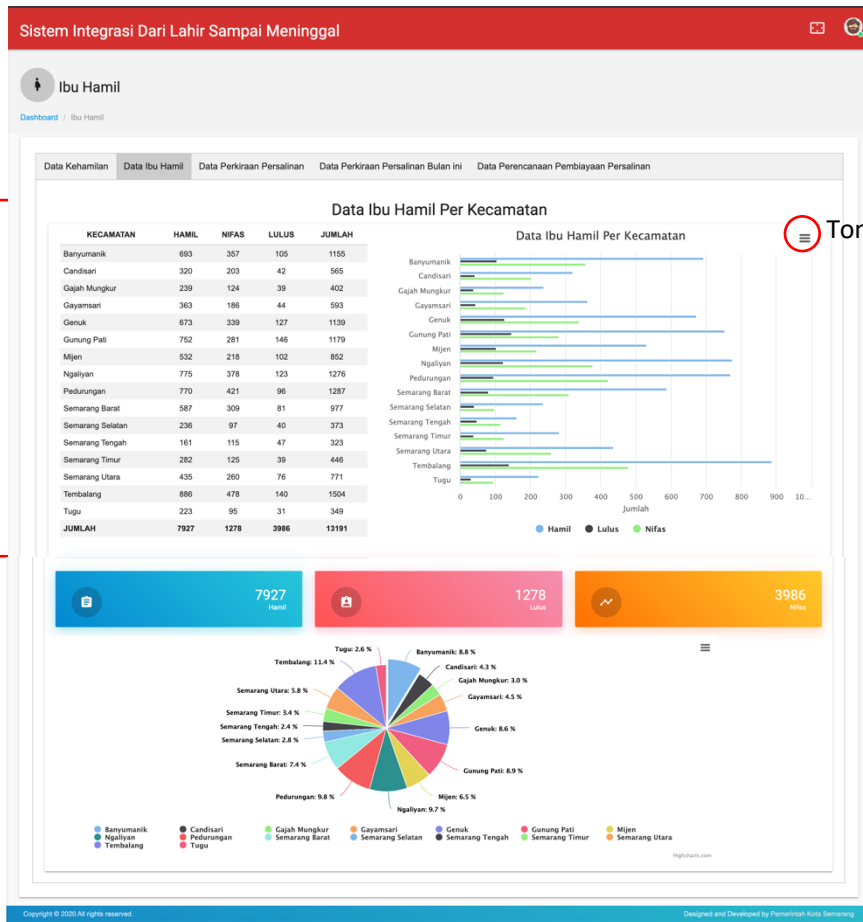 Sistem Integrasi Dari Lahir Sampai Meninggal
Ibu Hamil
Dashboard / Ibu Hamil
Data Kehamilan Data Ibu Hamil Data Perkiraan Persalinan Data Perkiraan Persalinan Bulan ini Data Perencanaan Pembiayaan Persalinan
Data Ibu Hamil Per Kecamatan
KECAMATAN HAMIL NIFAS LULUS JUMLAH
Banyumanik 693 357 105 1155
Candisari 320 203 42 565
Gajah Mungkur 239 124 39 402
Gayamsari 363 186 44 593
Genuk 673 339 127 1139
Gunung Pati 752 281 146 1179
Mijen 532 218 102 852
Ngaliyan 775 378 123 1276
Pedurungan 770 421 96 1287
Semarang Barat 587 309 81 977
Semarang Selatan 236 97 40 373
Semarang Tengah 161 115 47 323
Semarang Timur 282 125 39 446
Semarang Utara 435 260 76 771
Tembalang 886 478 140 1504
Tugu 223 95 31 349
JUMLAH 7927 1278 3986 13191
Data Ibu Hamil Per Kecamatan
Ton
Banyumanik
Candisari
Gajah Mungkur
Gayamsari
Genuk
Gunung Pati
Mijen
Ngaliyan
Pedurungan
Semarang Barat
Semarang Selatan
Semarang Tengah
Semarang Timur
Semarang Utara
Tembalang
Tugu
0 100 200 300 400 500 600 700 800 900 10...
Jumlah
Hamil Lulus Nifas
7927
Hamil
1278
Lulus
3986
Nifas
Tugu: 2.6 %
Banyumanik: 8.8 %
Tembalang: 11.4 %
Candisari: 4.3 %
Gajah Mungkur: 3.0 %
Semarang Utara: 5.8 %
Gayamsari: 4.5 %
Semarang Timur: 3.4 %
Semarang Tengah: 2.4 %
Genuk: 8.6 %
Semarang Selatan: 2.8 %
Semarang Barat: 7.4 %
Gunung Pati: 8.9 %
Pedurungan: 9.8 %
Mijen: 6.5 %
Ngaliyan: 9.7 %
Banyumanik Candisari Gajah Mungkur Gayamsari Genuk Gunung Pati Mijen
Ngaliyan Pedurungan Semarang Barat Semarang Selatan Semarang Tengah Semarang Timur Semarang Utara
Tembalang Tugu
Highcharts.com
Copyright © 2020 All rights reserved. Designed and Developed by Pemerintah Kota Semarang